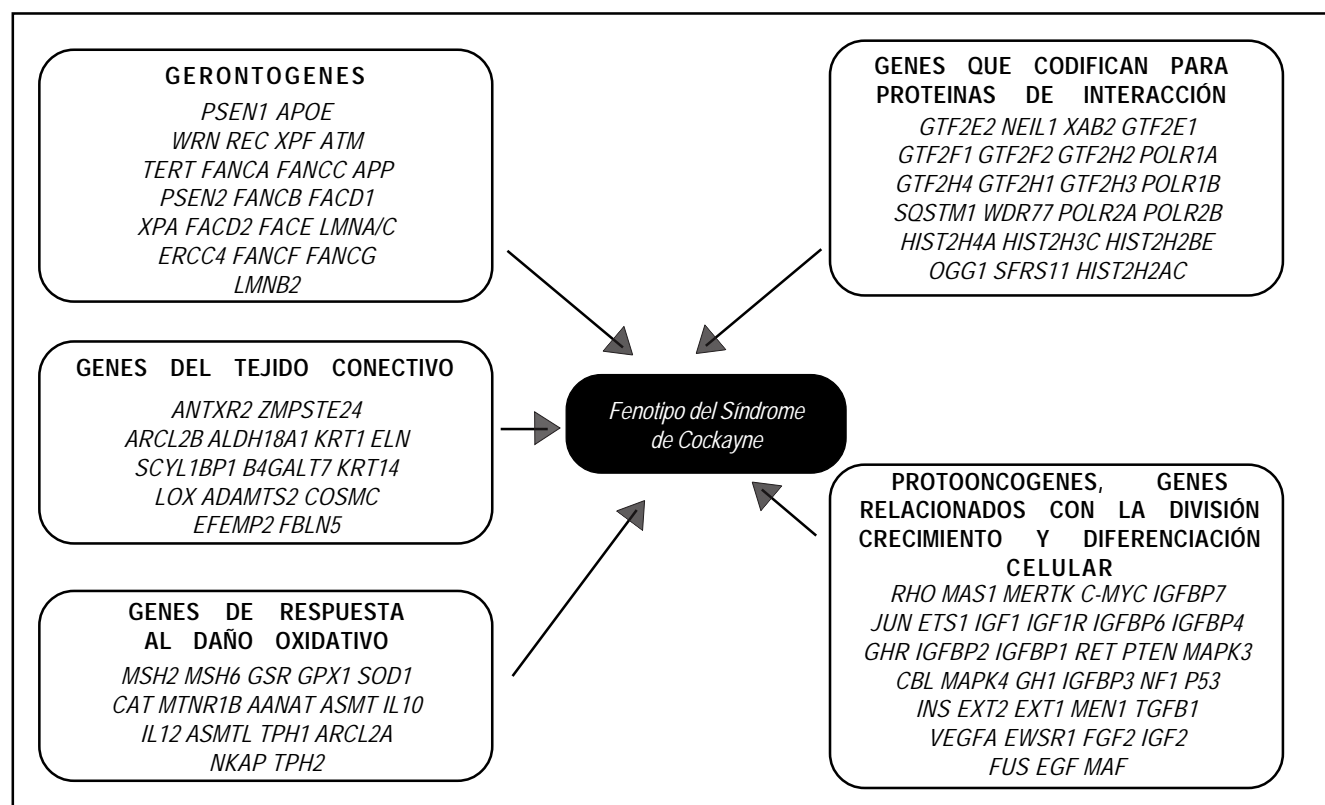 GERONTOGENES
PSEN1 APOE
WRN REC XPF ATM
TERT FANCA FANCC APP
PSEN2 FANCB FACD1
XPA FACD2 FACE LMNA/C
ERCC4 FANCF FANCG
LMNB2
GENES QUE CODIFICAN PARA
PROTEINAS DE INTERACCIÓN
GTF2E2 NEIL1 XAB2 GTF2E1
GTF2F1 GTF2F2 GTF2H2 POLR1A
GTF2H4 GTF2H1 GTF2H3 POLR1B
SQSTM1 WDR77 POLR2A POLR2B
HIST2H4A HIST2H3C HIST2H2BE
OGG1 SFRS11 HIST2H2AC
GENES DEL TEJIDO CONECTIVO
ANTXR2 ZMPSTE24
ARCL2B ALDH18A1 KRT1 ELN
SCYL1BP1 B4GALT7 KRT14
LOX ADAMTS2 COSMC
EFEMP2 FBLN5
Fenotipo del Síndrome
de Cockayne
GENES DE RESPUESTA
AL DAÑO OXIDATIVO
MSH2 MSH6 GSR GPX1 SOD1
CAT MTNR1B AANAT ASMT IL10
IL12 ASMTL TPH1 ARCL2A
NKAP TPH2
PROTOONCOGENES, GENES
RELACIONADOS CON LA DIVISIÓN
CRECIMIENTO Y DIFERENCIACIÓN
CELULAR
RHO MAS1 MERTK C-MYC IGFBP7
JUN ETS1 IGF1 IGF1R IGFBP6 IGFBP4
GHR IGFBP2 IGFBP1 RET PTEN MAPK3
CBL MAPK4 GH1 IGFBP3 NF1 P53
INS EXT2 EXT1 MEN1 TGFB1
VEGFA EWSR1 FGF2 IGF2
FUS EGF MAF